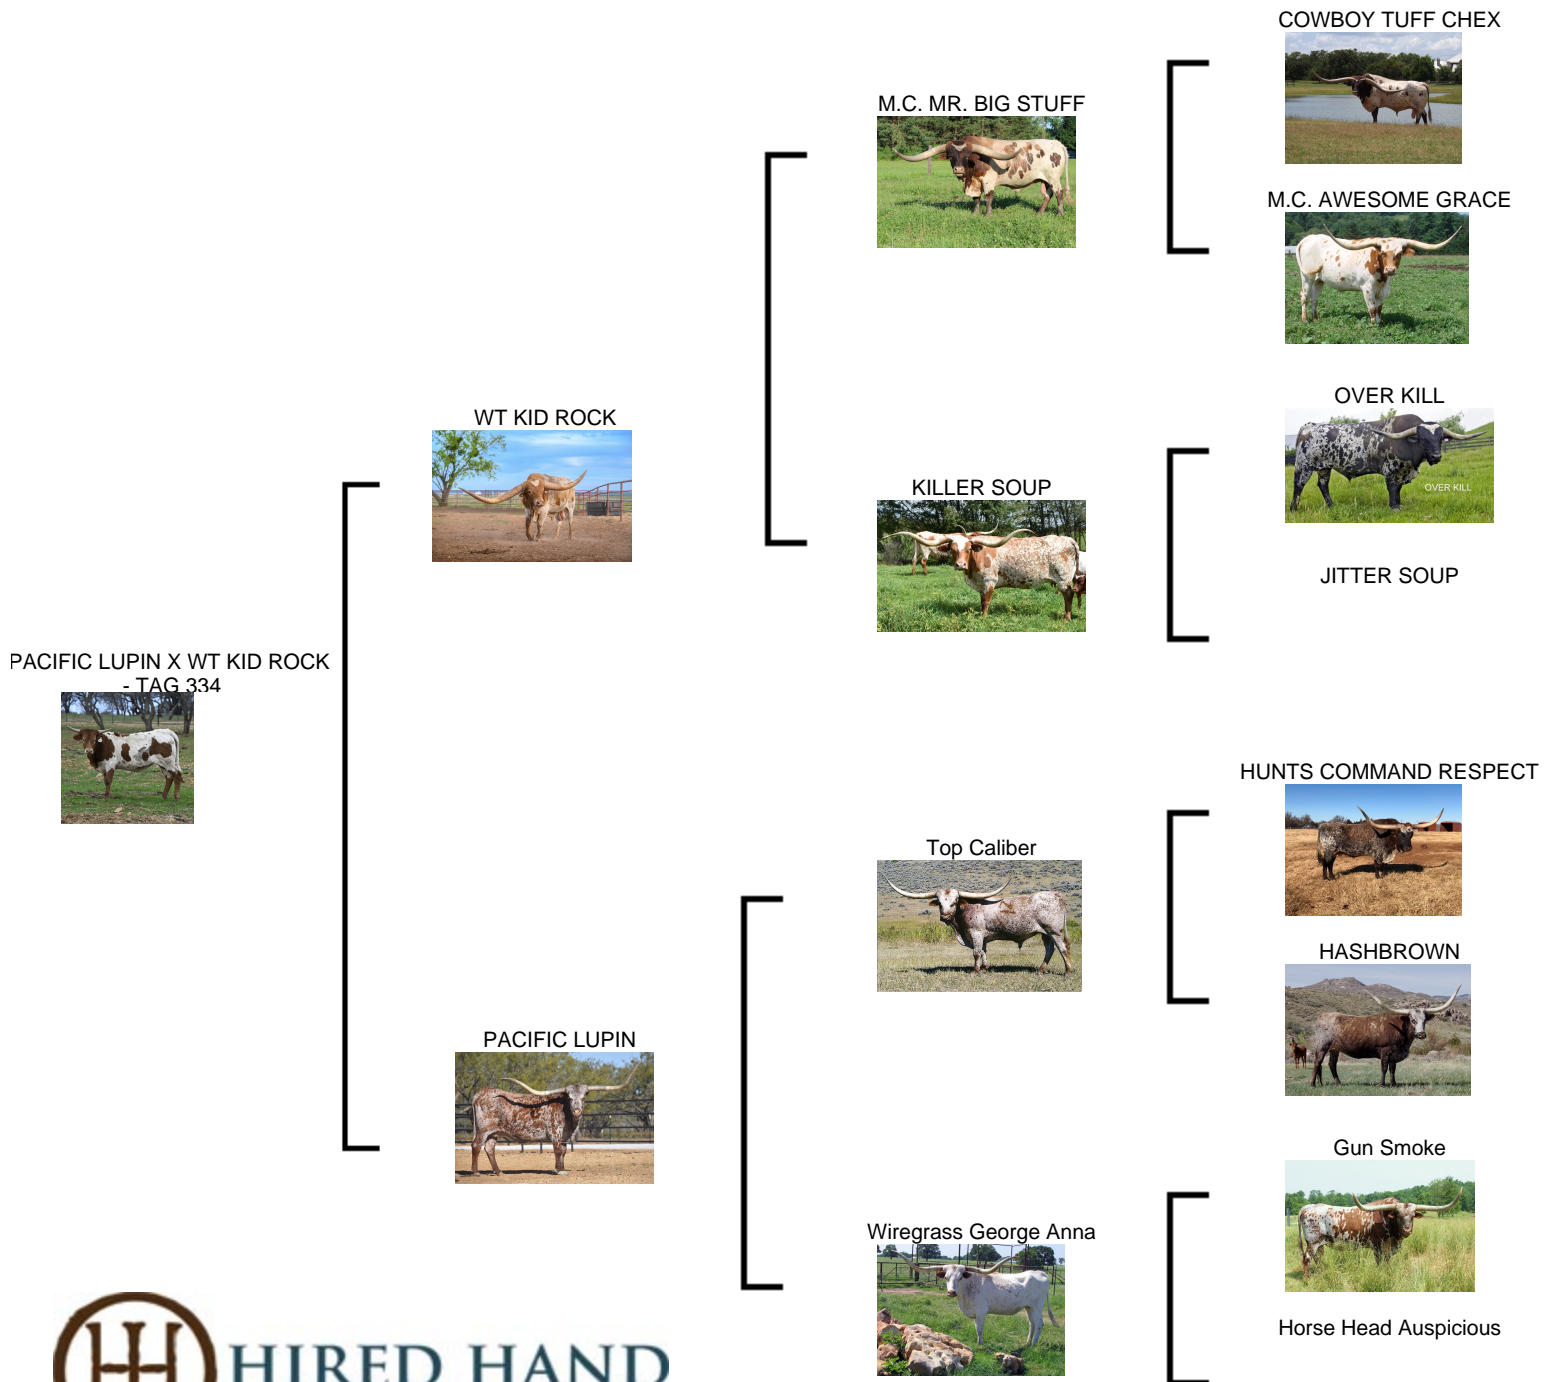 COWBOY TUFF CHEX
M.C. MR. BIG STUFF
M.C. AWESOME GRACE
OVER KILL
OVER KILL
WT KID ROCK
KILLER SOUP
JITTER SOUP
PACIFIC LUPIN X WT KID ROCK
- TAG 334
HUNTS COMMAND RESPECT
Top Caliber
HASHBROWN
PACIFIC LUPIN
Gun Smoke
Wiregrass George Anna
Horse Head Auspicious
HIRED HAND